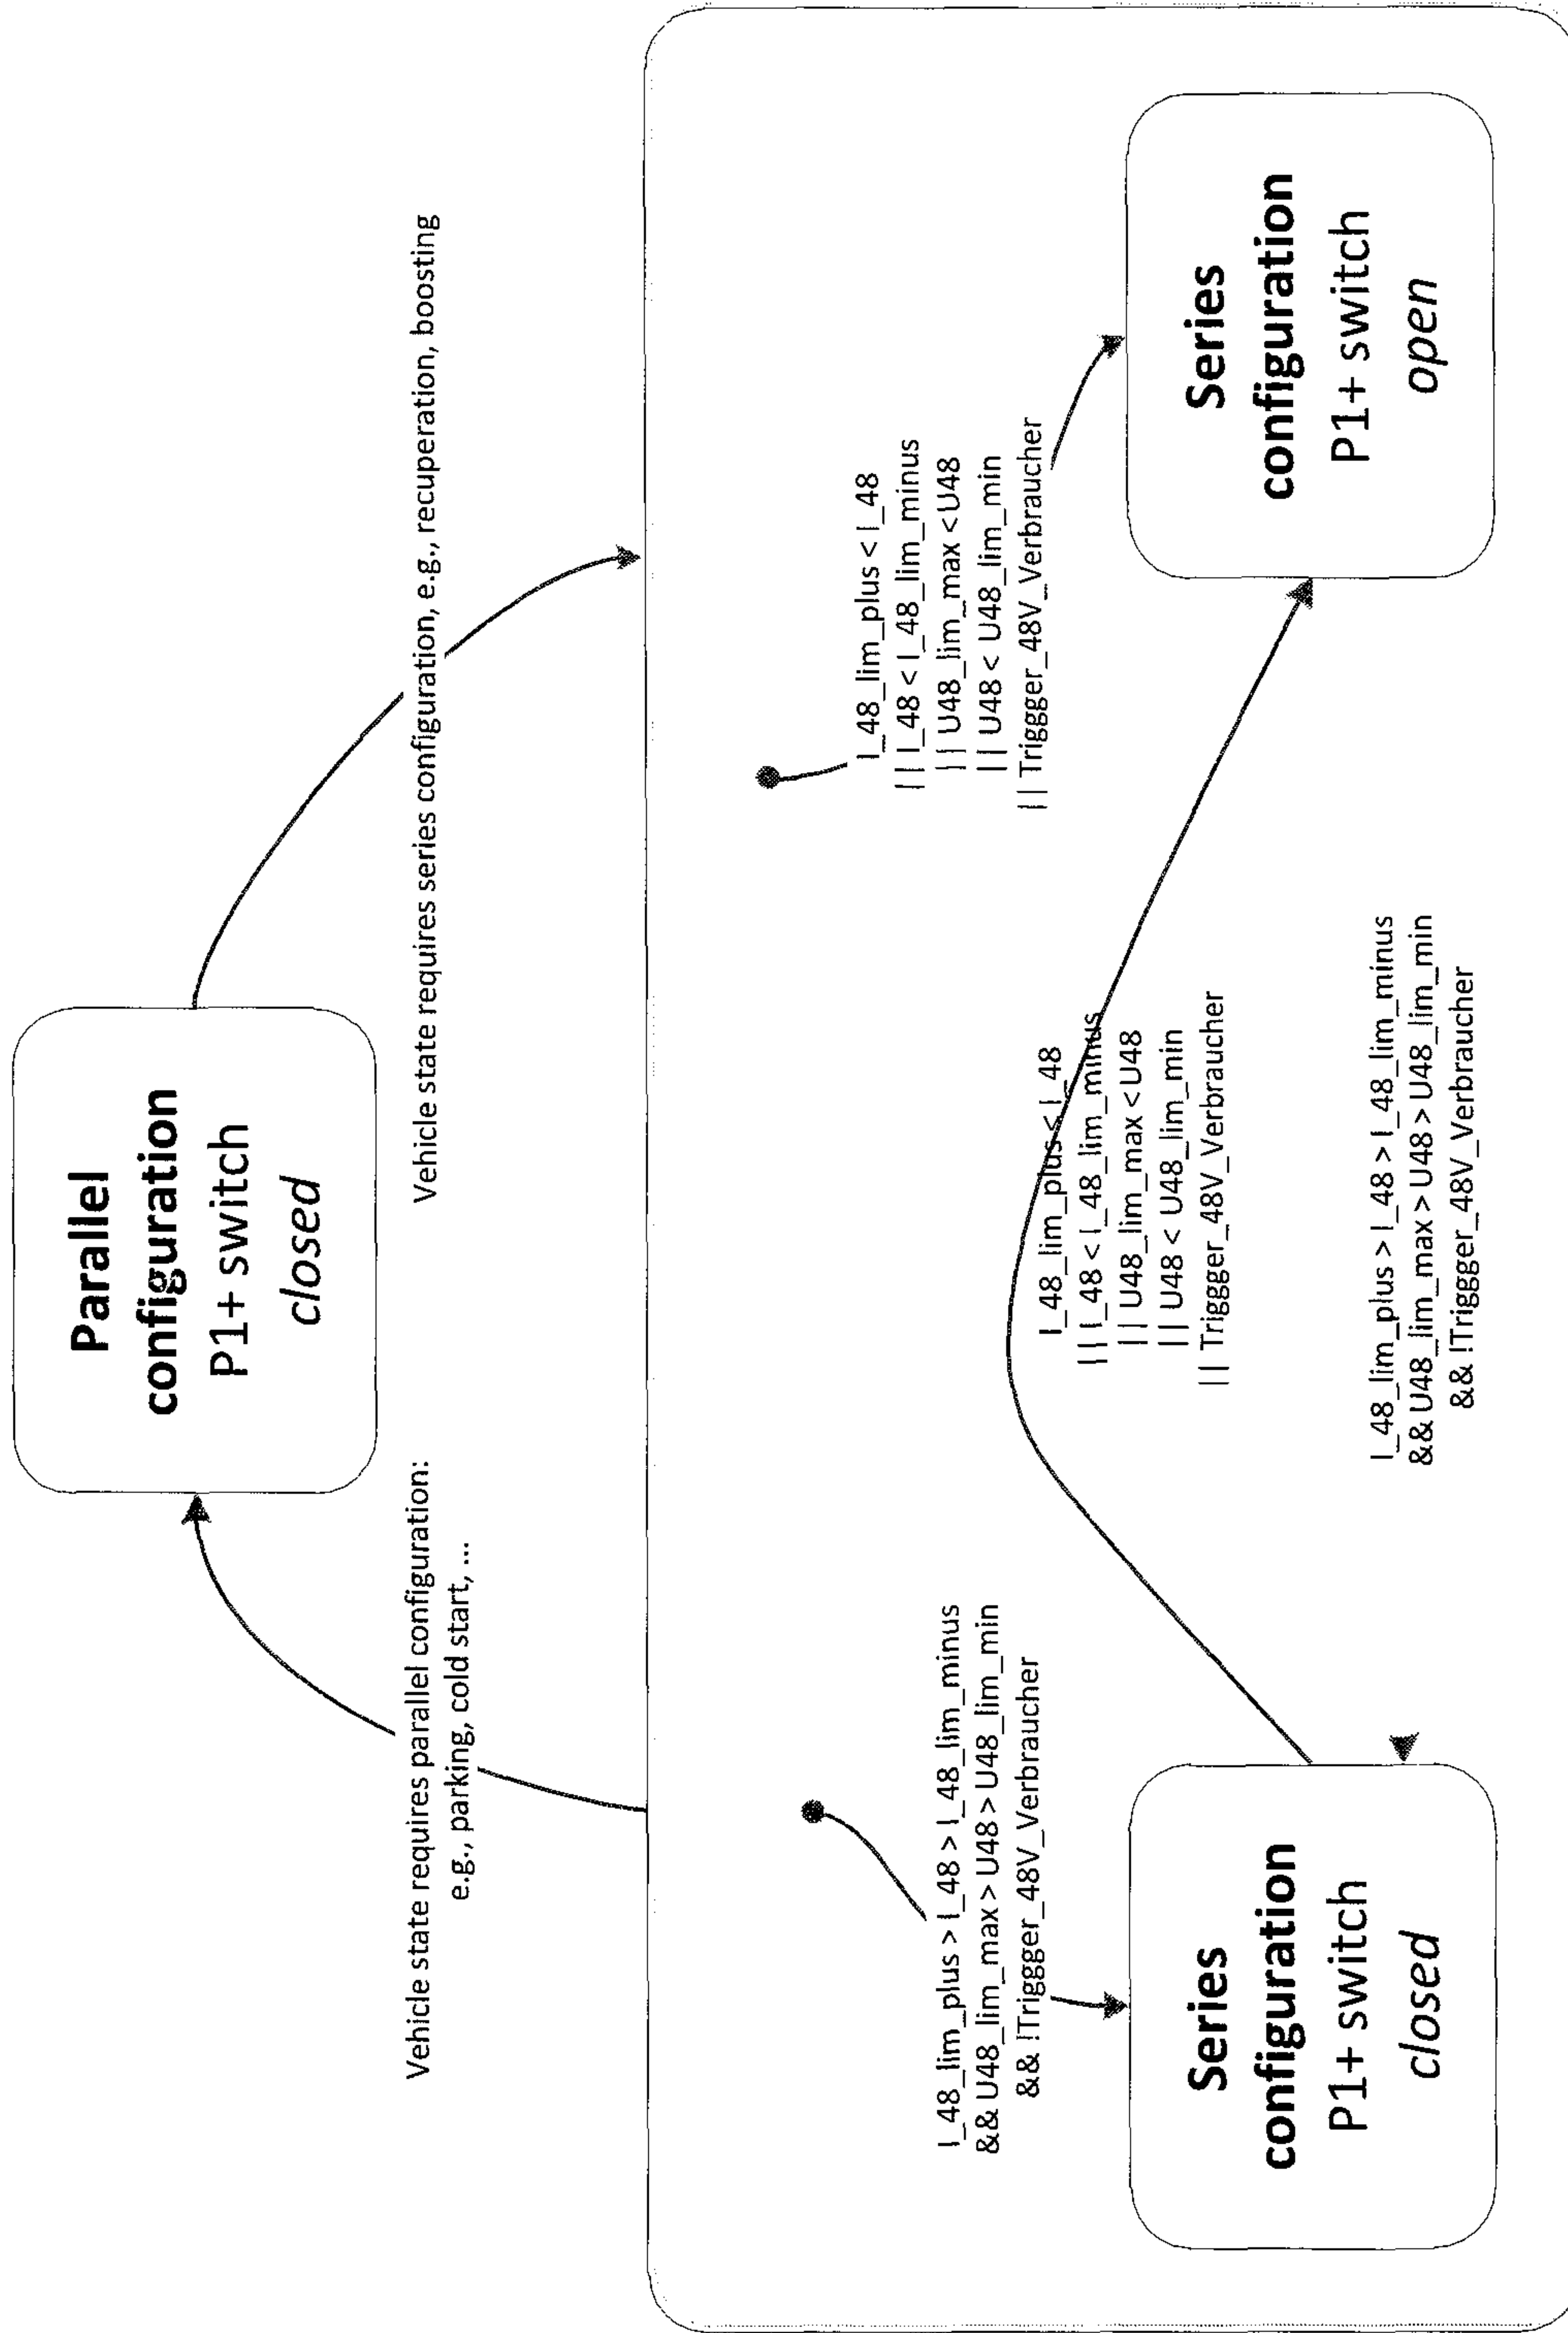 Parallel
configuration
P1+ switch
closed
Vehicle state requires parallel configuration:
e.g., parking, cold start, ...
Vehicle state requires series configuration, e.g., recuperation, boosting
I_48_lim_plus > I_48 > I_48_lim_minus
&& U48_lim_max > U48 > U48_lim_min
&& !Triggger_48V_Verbraucher
I_48_lim_plus < I_48
|| I_48 < I_48_lim_minus
|| U48_lim_max < U48
|| U48 < U48_lim_min
|| Triggger_48V_Verbraucher
I_48_lim_plus < I_48
|| I_48 < I_48_lim_minus
|| U48_lim_max < U48
|| U48 < U48_lim_min
|| Triggger_48V_Verbraucher
Series
configuration
P1+ switch
closed
Series
configuration
P1+ switch
open
I_48_lim_plus > I_48 > I_48_lim_minus
&& U48_lim_max > U48 > U48_lim_min
&& !Triggger_48V_Verbraucher